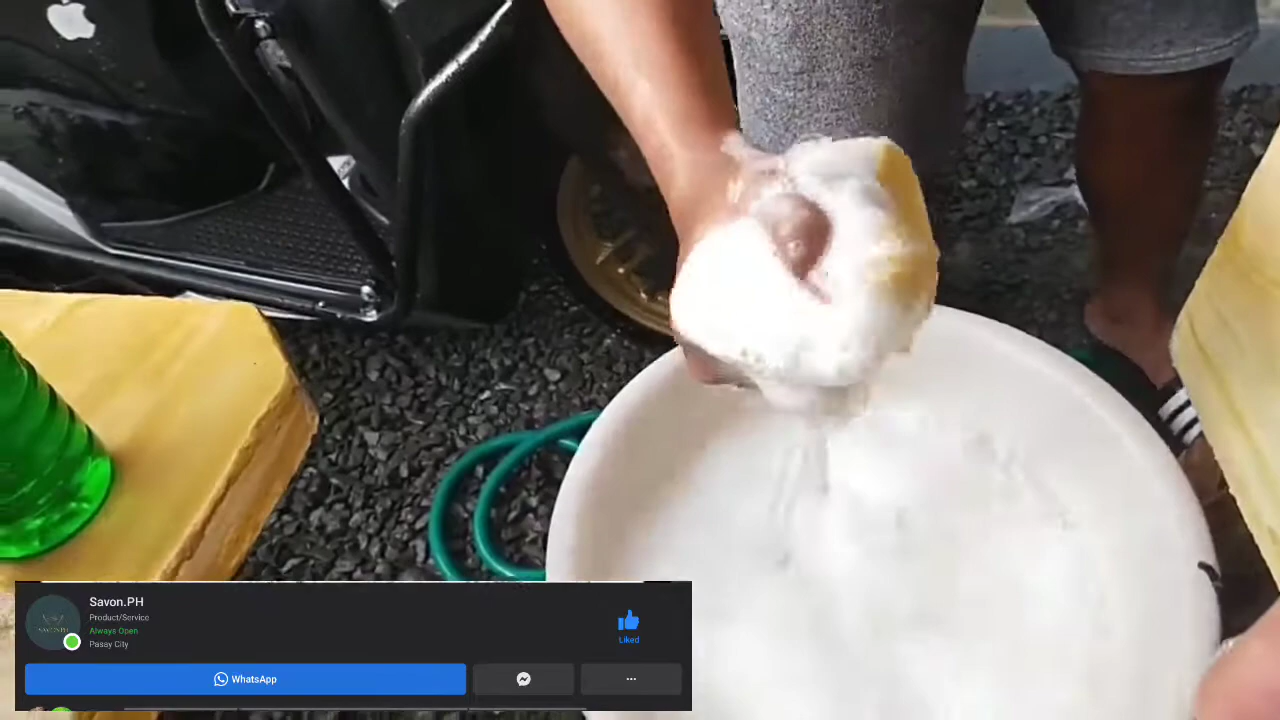 Savon.PH
Product/Service
Always Open
Pasay City
Liked
WhatsApp